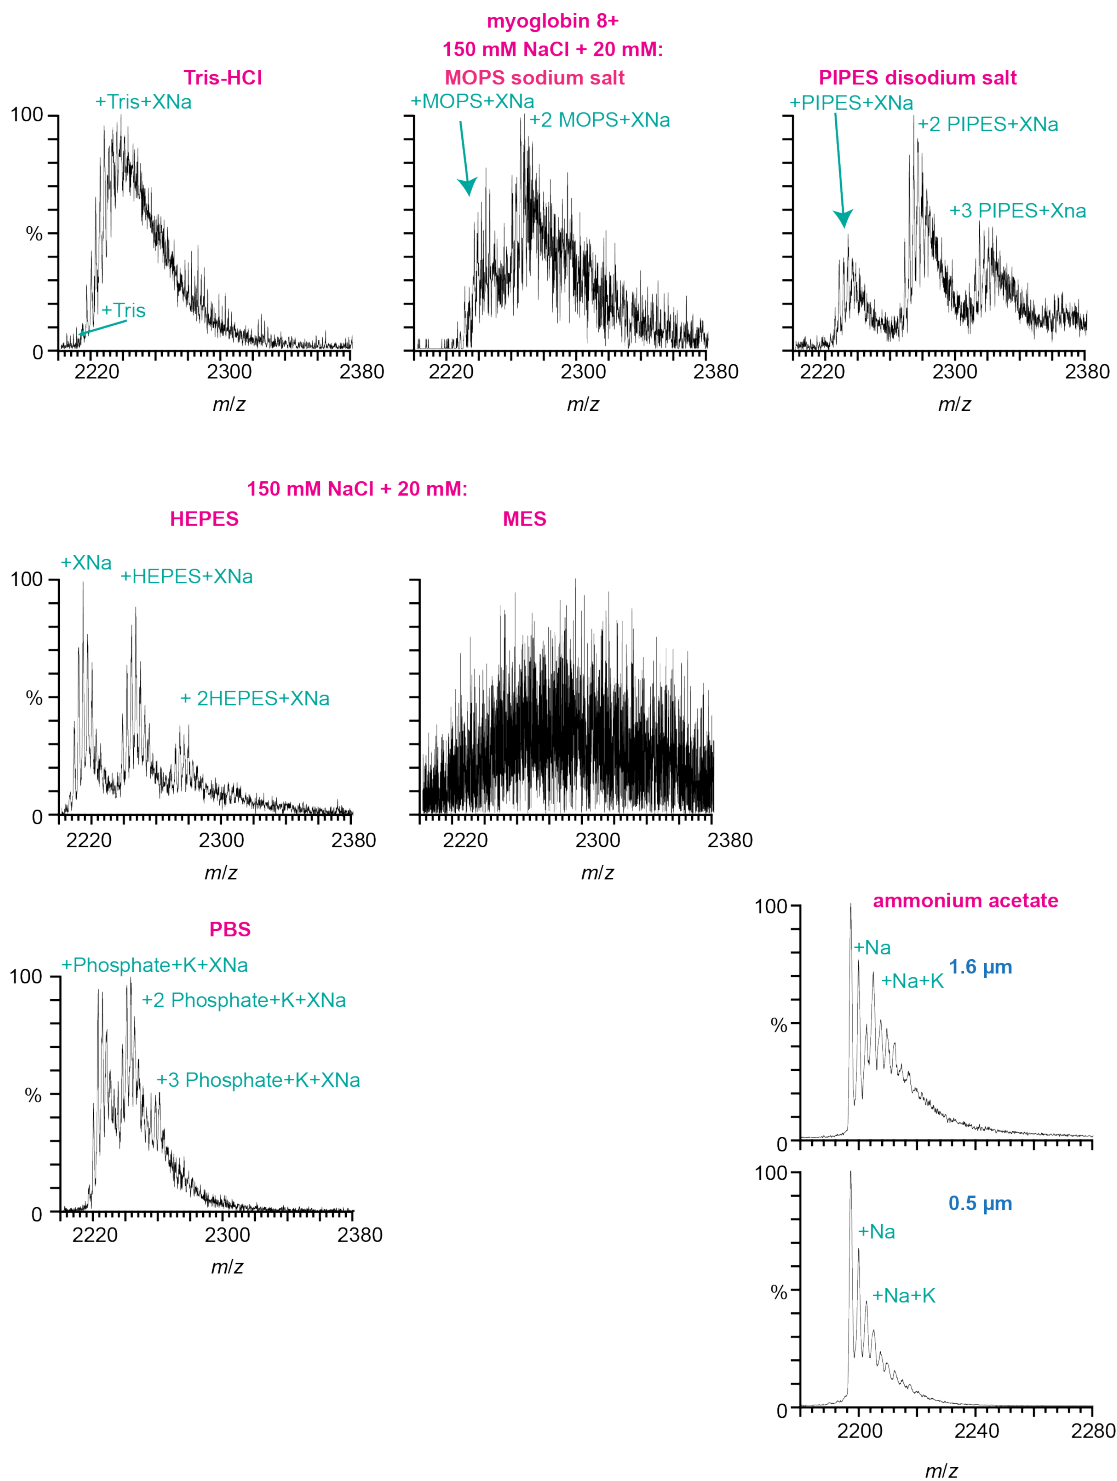 myoglobin 8+
150 mM NaCl + 20 mM:
Tris-HCl
MOPS sodium salt
PIPES disodium salt
+Tris+XNa
+Tris
100
%
0
2220
2300
2380
m/z
+MOPS+XNa
+2 MOPS+XNa
2220
2300
2380
m/z
+PIPES+XNa
+2 PIPES+XNa
+3 PIPES+Xna
2220
2300
2380
m/z
150 mM NaCl + 20 mM:
HEPES
MES
+XNa
+HEPES+XNa
+ 2HEPES+XNa
100
%
0
2220
2300
2380
m/z
2220
2300
2380
m/z
PBS
+Phosphate+K+XNa
+2 Phosphate+K+XNa
+3 Phosphate+K+XNa
100
%
0
2220
2300
2380
m/z
ammonium acetate
1.6 µm
+Na
+Na+K
100
%
0
0.5 µm
+Na
+Na+K
100
%
0
2200
2240
2280
m/z